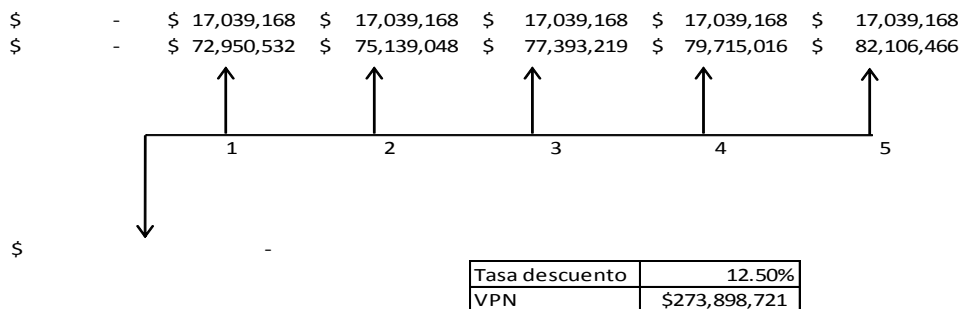 $ - $ 17,039,168 $ 17,039,168 $ 17,039,168 $ 17,039,168 $ 17,039,168
$ - $ 72,950,532 $ 75,139,048 $ 77,393,219 $ 79,715,016 $ 82,106,466
1 2 3 4 5
$ -
Tasa descuento 12.50%
VPN $273,898,721